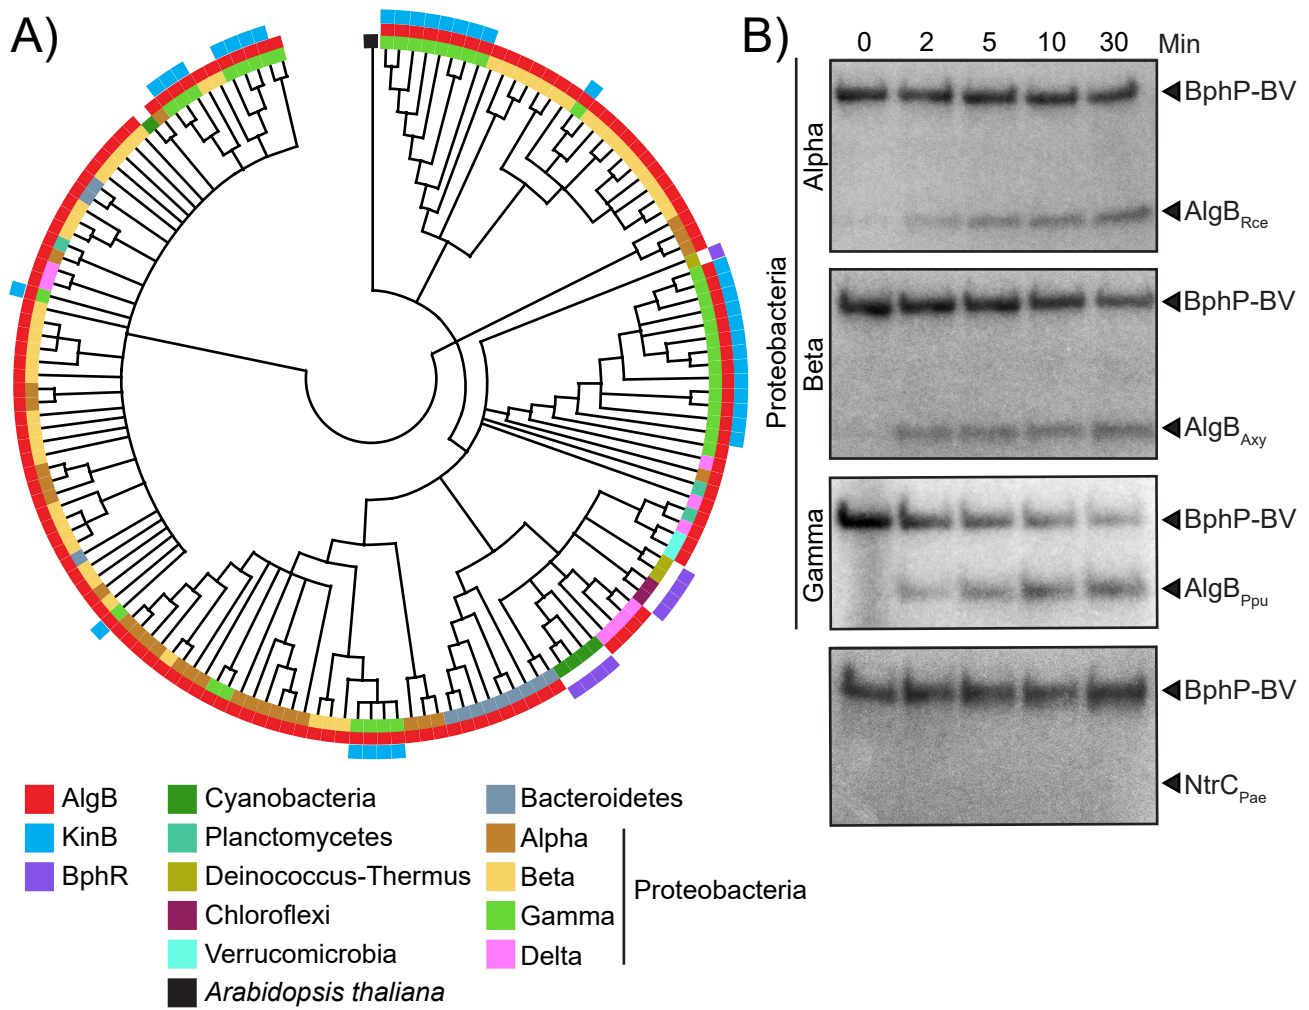 A)
B)
0 2 5 10 30 Min
Proteobacteria
Alpha
BphP-BV
AlgBRce
Beta
BphP-BV
AlgBAxy
Gamma
BphP-BV
AlgBPpu
BphP-BV
NtrCPae
AlgB
KinB
BphR
Cyanobacteria
Planctomycetes
Deinococcus-Thermus
Chloroflexi
Verrucomicrobia
Arabidopsis thaliana
Bacteroidetes
Alpha
Beta
Gamma
Delta
Proteobacteria